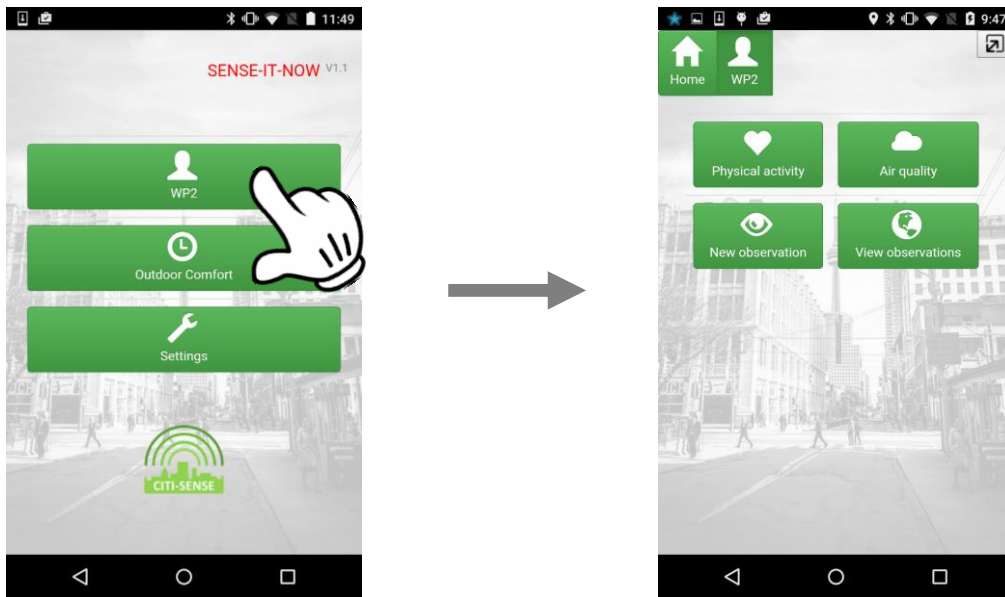 11:49
SENSE-IT-NOW V1.1
WP2
Outdoor Comfort
Settings
CITI-SENSE
9:47
Home WP2
Physical activity Air quality
New observation View observations